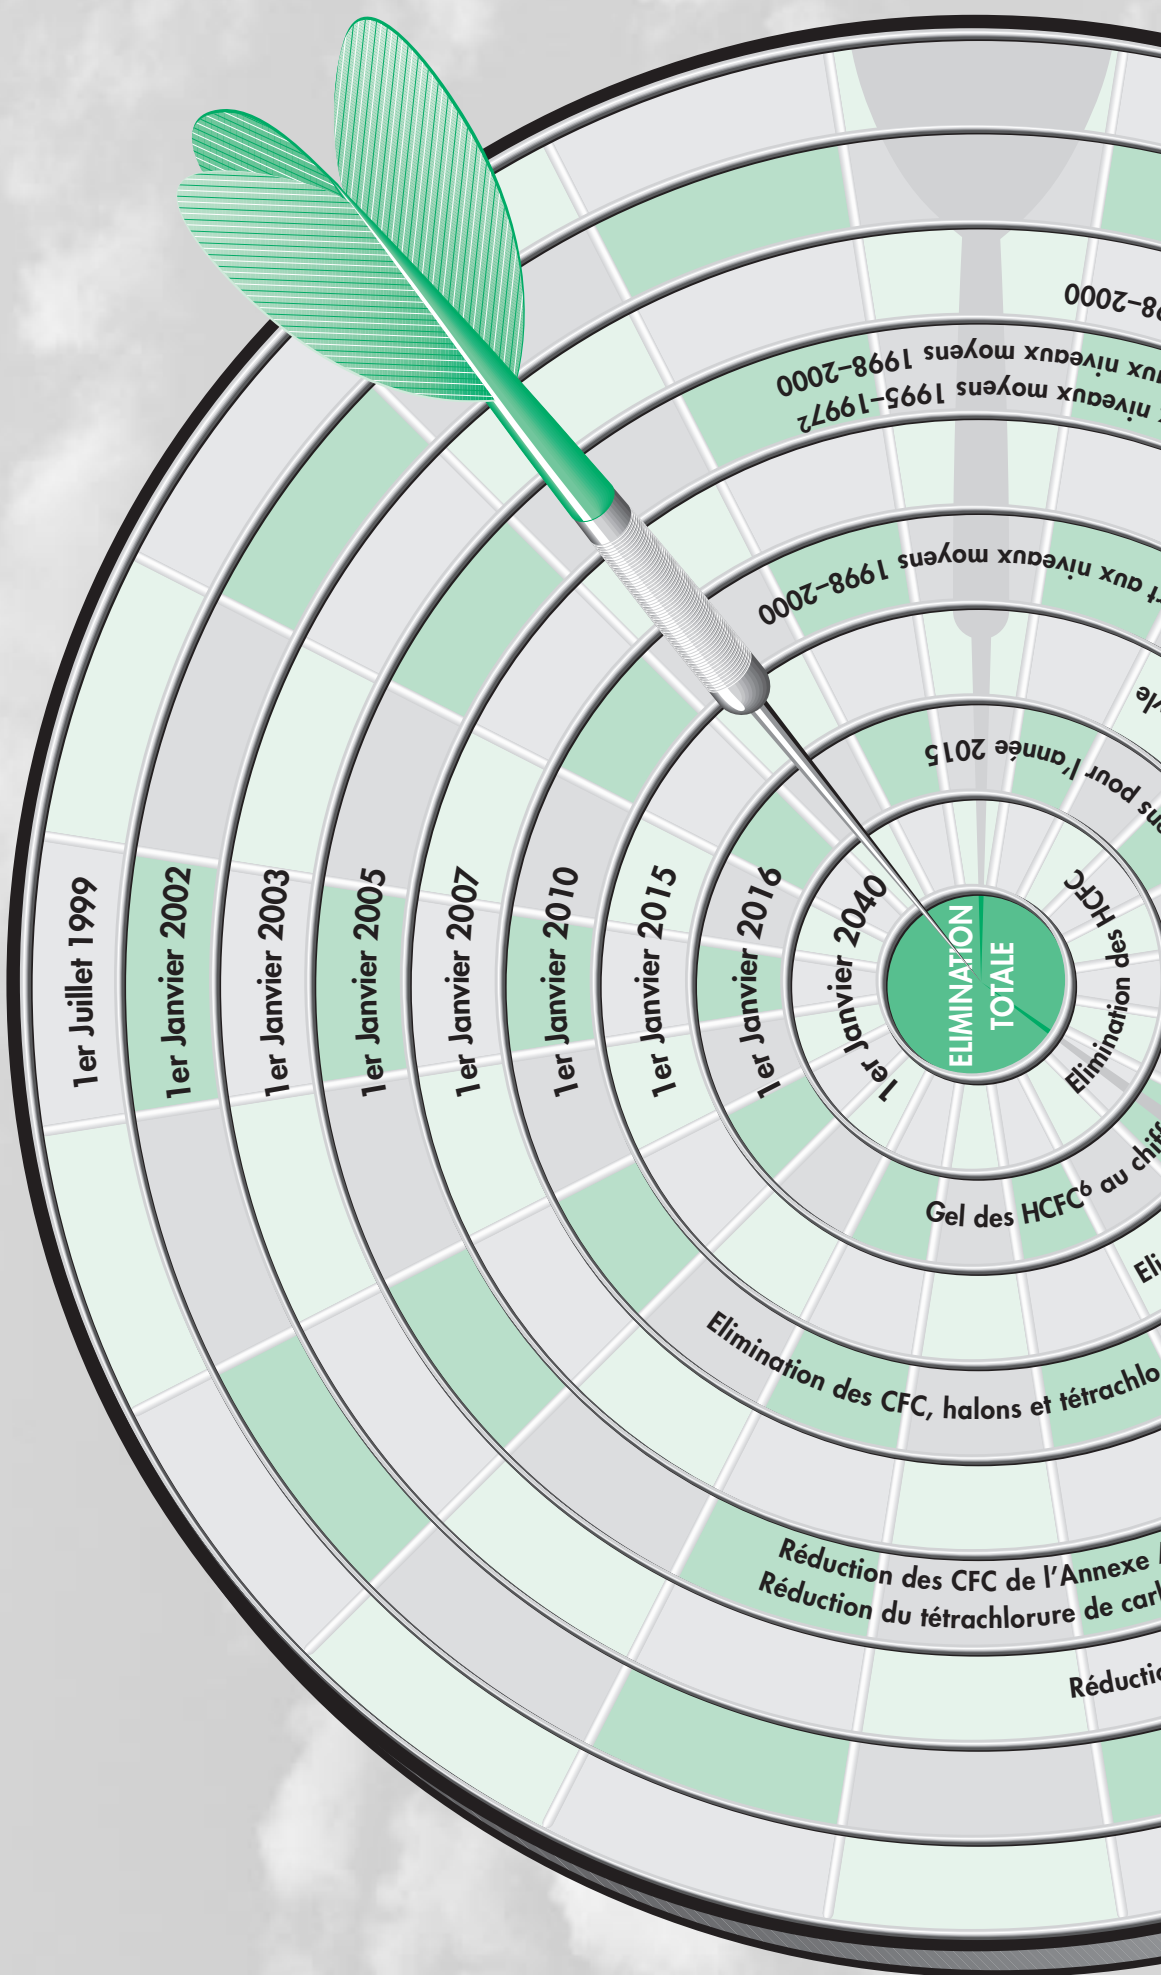 1er Juillet 1999
1er Janvier 2002
1er Janvier 2003
1er Janvier 2005
1er Janvier 2007
1er Janvier 2010
1er Janvier 2015
1er Janvier 2016
1er Janvier 2040
ELIMINATION
TOTALE
Elimination des HCFC
Gel des HCFC⁶ au
ns pour l'année 2015
Elimination des CFC, halons et
aux niveaux moyens 1998–2000
Réduction des CFC de l'Annexe
aux niveaux moyens 1998–2000
Réduction du tétrachlorure de
niveaux moyens 1995–1997²
–2000